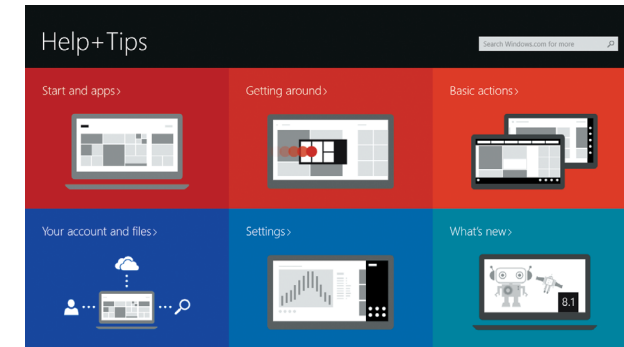 Help+Tips
Search Windows.com for more
Start and apps>
Getting around>
Basic actions>
Your account and files>
Settings>
What's new>
8.1